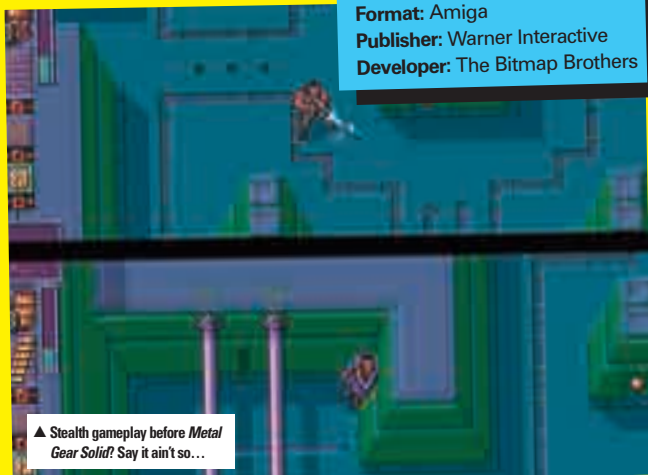 Format: Amiga
Publisher: Warner Interactive
Developer: The Bitmap Brothers
▲ Stealth gameplay before Metal
Gear Solid? Say it ain't so…